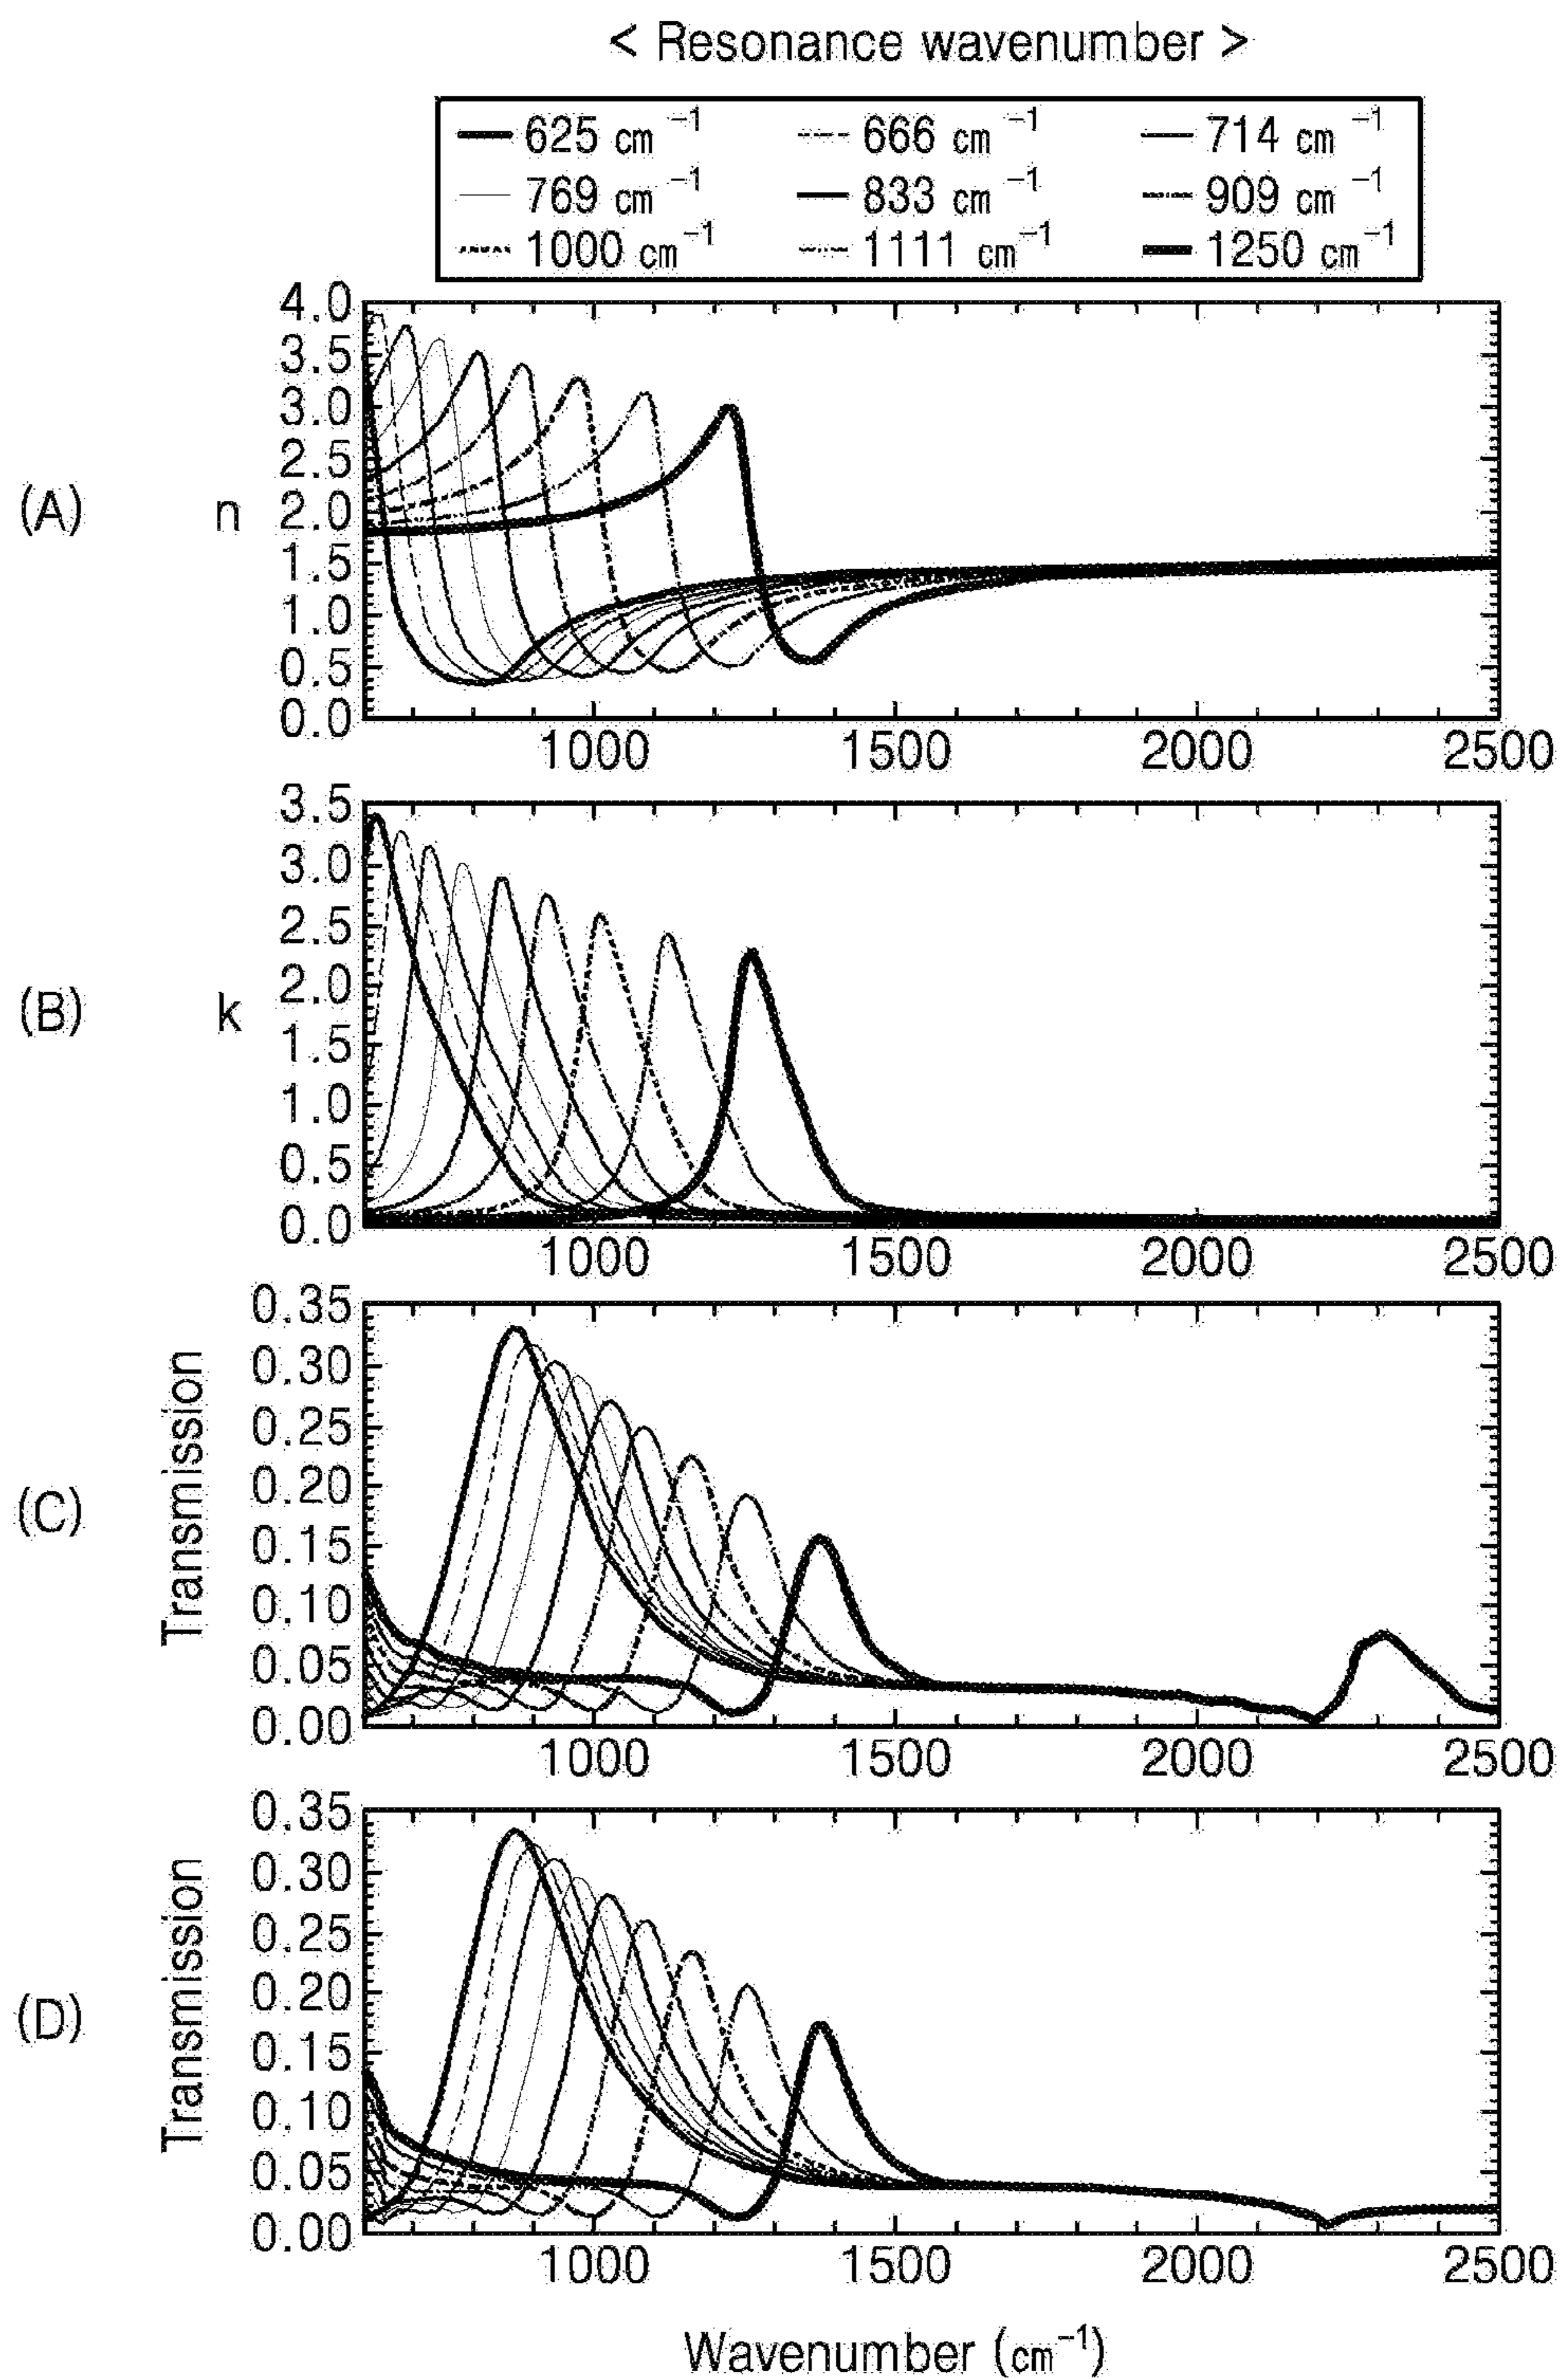 < Resonance wavenumber >
625 cm⁻¹ 666 cm⁻¹ 714 cm⁻¹
769 cm⁻¹ 833 cm⁻¹ 909 cm⁻¹
1000 cm⁻¹ 1111 cm⁻¹ 1250 cm⁻¹
(A)
n
4.0
3.5
3.0
2.5
2.0
1.5
1.0
0.5
0.0
1000 1500 2000 2500
(B)
k
3.5
3.0
2.5
2.0
1.5
1.0
0.5
0.0
1000 1500 2000 2500
(C)
Transmission
0.35
0.30
0.25
0.20
0.15
0.10
0.05
0.00
1000 1500 2000 2500
(D)
Transmission
0.35
0.30
0.25
0.20
0.15
0.10
0.05
0.00
1000 1500 2000 2500
Wavenumber (cm⁻¹)